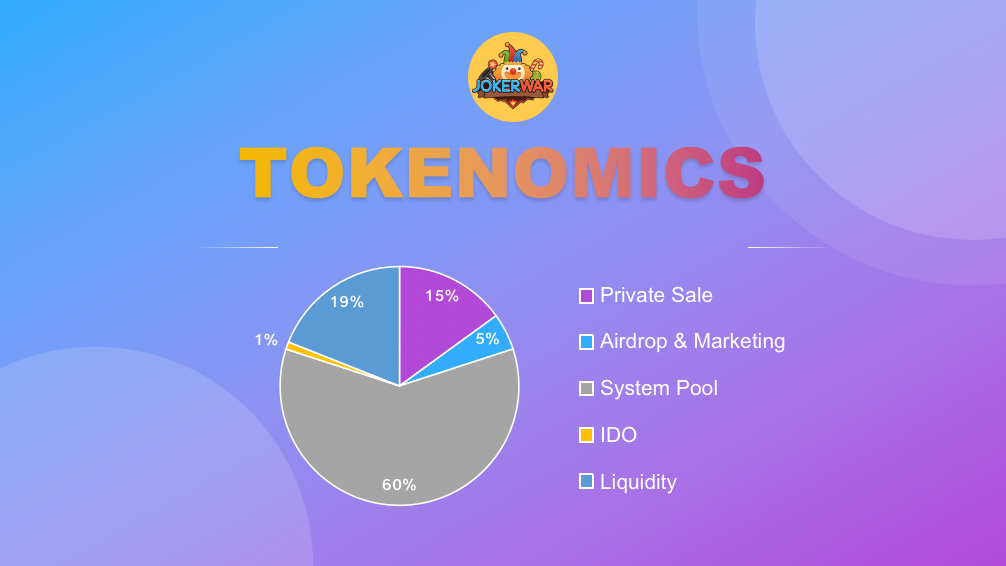 JOKERWAR
TOKENOMICS
19%
15%
1%
5%
60%
Private Sale
Airdrop & Marketing
System Pool
IDO
Liquidity